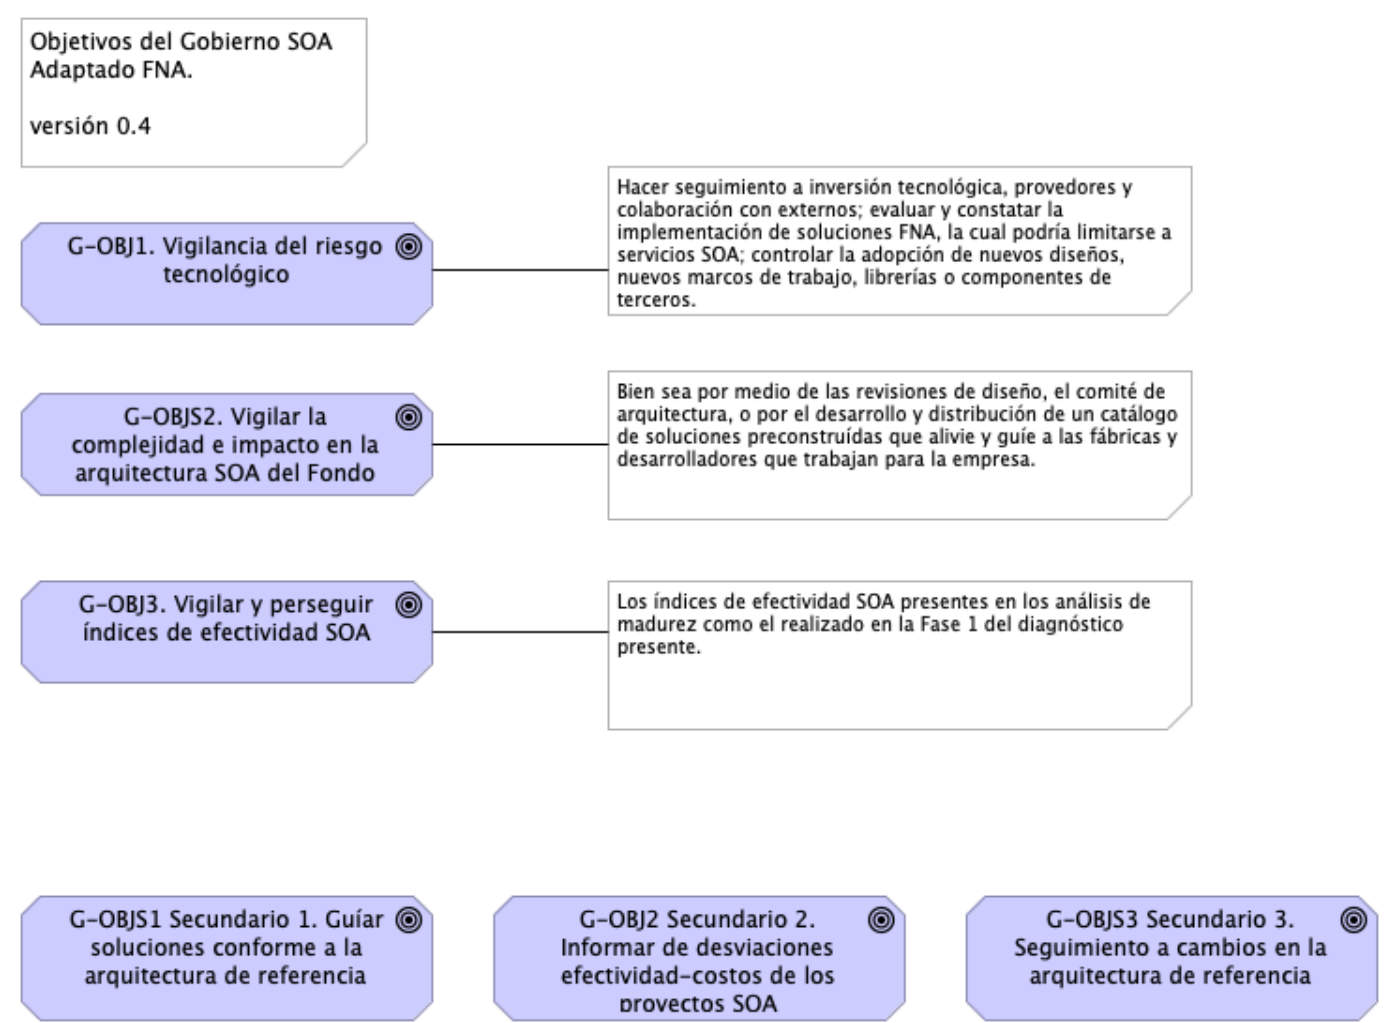 Objetivos del Gobierno SOA
Adaptado FNA.
versión 0.4
G-OBJ1. Vigilancia del riesgo
tecnológico
Hacer seguimiento a inversión tecnológica, provedores y
colaboración con externos; evaluar y constatar la
implementación de soluciones FNA, la cual podría limitarse a
servicios SOA; controlar la adopción de nuevos diseños,
nuevos marcos de trabajo, librerías o componentes de
terceros.
G-OBJS2. Vigilar la
complejidad e impacto en la
arquitectura SOA del Fondo
Bien sea por medio de las revisiones de diseño, el comité de
arquitectura, o por el desarrollo y distribución de un catálogo
de soluciones preconstruídas que alivie y guíe a las fábricas y
desarrolladores que trabajan para la empresa.
G-OBJ3. Vigilar y perseguir
índices de efectividad SOA
Los índices de efectividad SOA presentes en los análisis de
madurez como el realizado en la Fase 1 del diagnóstico
presente.
G-OBJS1 Secundario 1. Guíar
soluciones conforme a la
arquitectura de referencia
G-OBJ2 Secundario 2.
Informar de desviaciones
efectividad-costos de los
proyectos SOA
G-OBJS3 Secundario 3.
Seguimiento a cambios en la
arquitectura de referencia